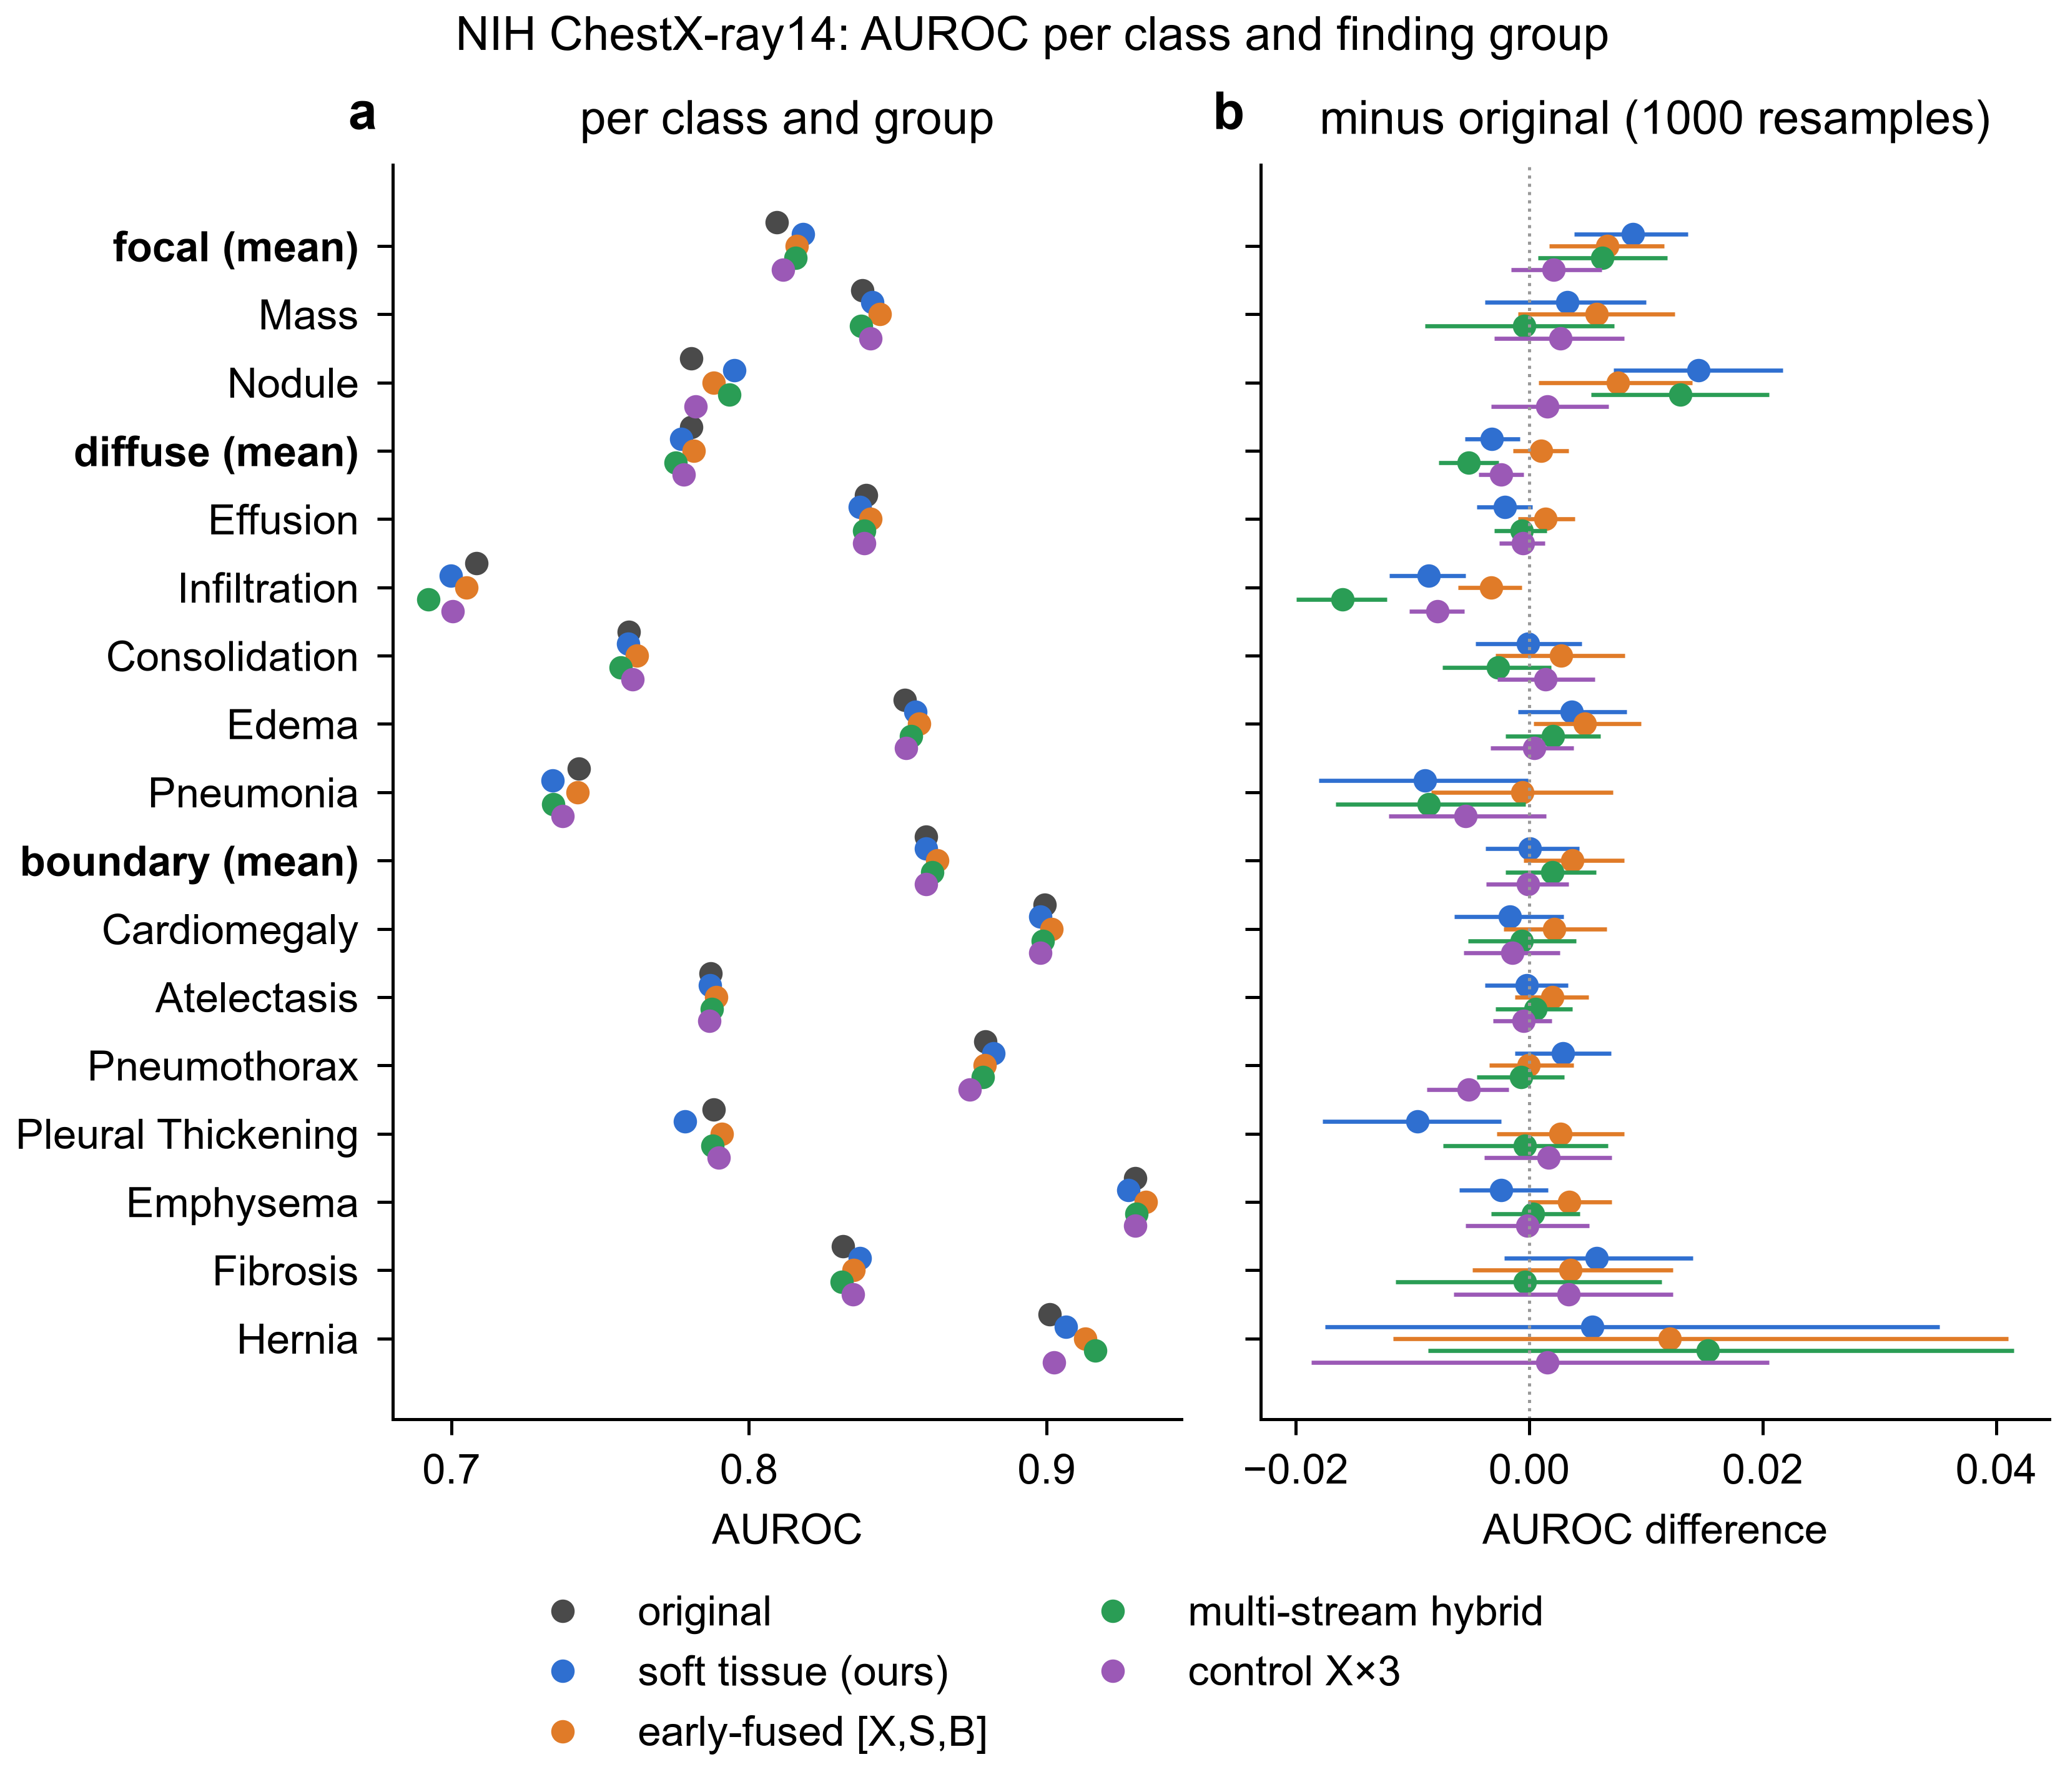 NIH ChestX-ray14: AUROC per class and finding group
a
per class and group
b
minus original (1000 resamples)
focal (mean)
Mass
Nodule
diffuse (mean)
Effusion
Infiltration
Consolidation
Edema
Pneumonia
boundary (mean)
Cardiomegaly
Atelectasis
Pneumothorax
Pleural Thickening
Emphysema
Fibrosis
Hernia
0.7 0.8 0.9
AUROC
−0.02 0.00 0.02 0.04
AUROC difference
original
soft tissue (ours)
early-fused [X,S,B]
multi-stream hybrid
control X×3